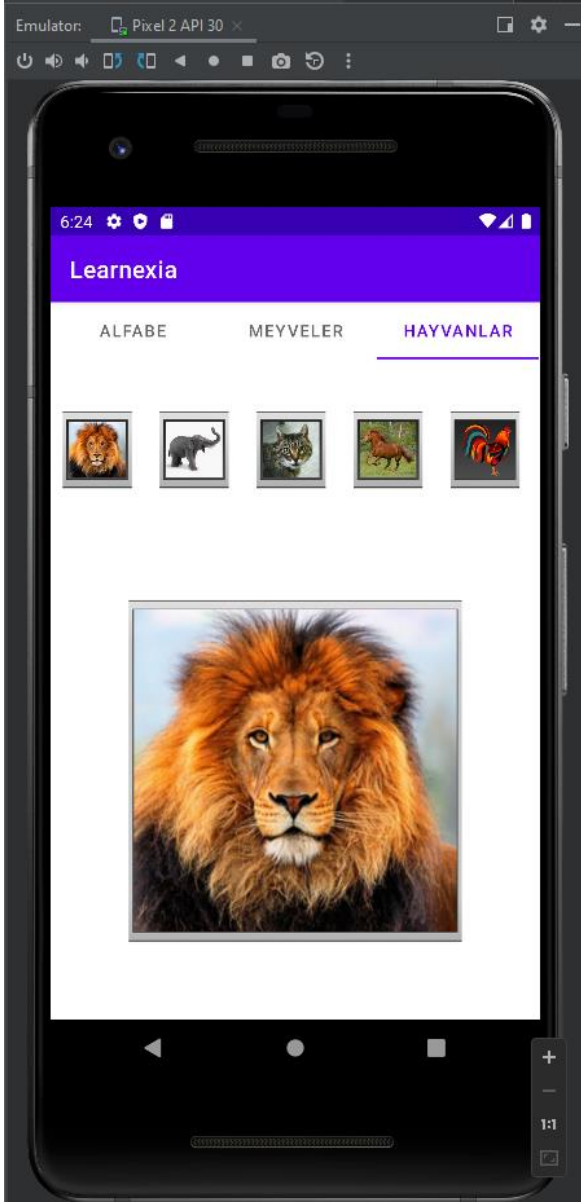 Emulator: Pixel 2 API 30
6:24
Learnexia
ALFABE MEYVELER HAYVANLAR
1:1